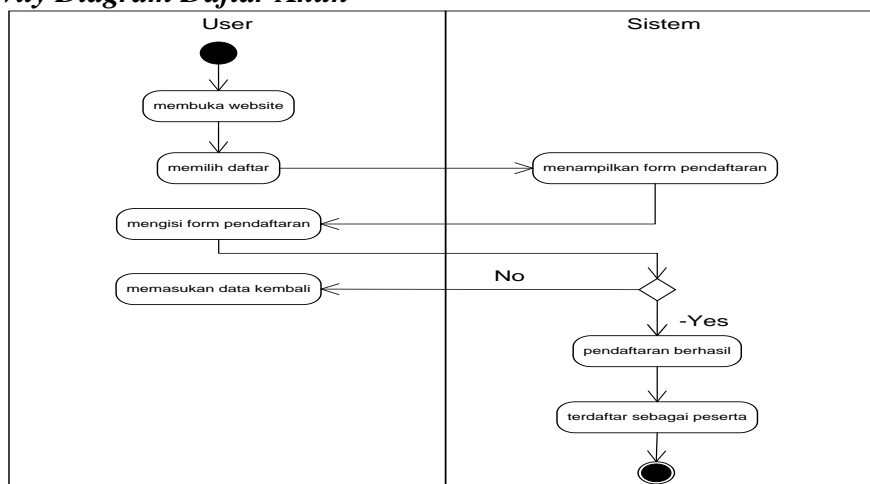 Diagram Daftar Akun
User
Sistem
membuka website
memilih daftar
menampilkan form pendaftaran
mengisi form pendaftaran
No
memasukan data kembali
-Yes
pendaftaran berhasil
terdaftar sebagai peserta